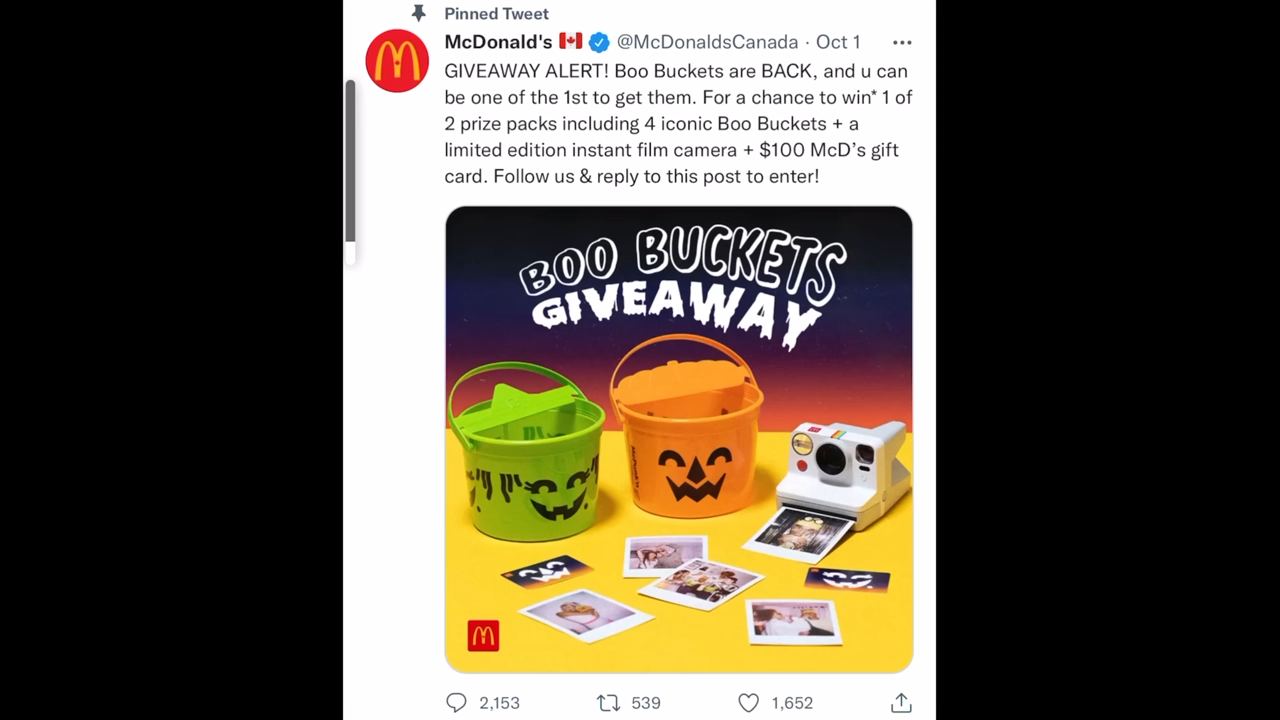 Pinned Tweet
McDonald's 🇨🇦 @McDonaldsCanada · Oct 1
GIVEAWAY ALERT! Boo Buckets are BACK, and u can
be one of the 1st to get them. For a chance to win* 1 of
2 prize packs including 4 iconic Boo Buckets + a
limited edition instant film camera + $100 McD’s gift
card. Follow us & reply to this post to enter!
BOO BUCKETS
GIVEAWAY
2,153 539 1,652